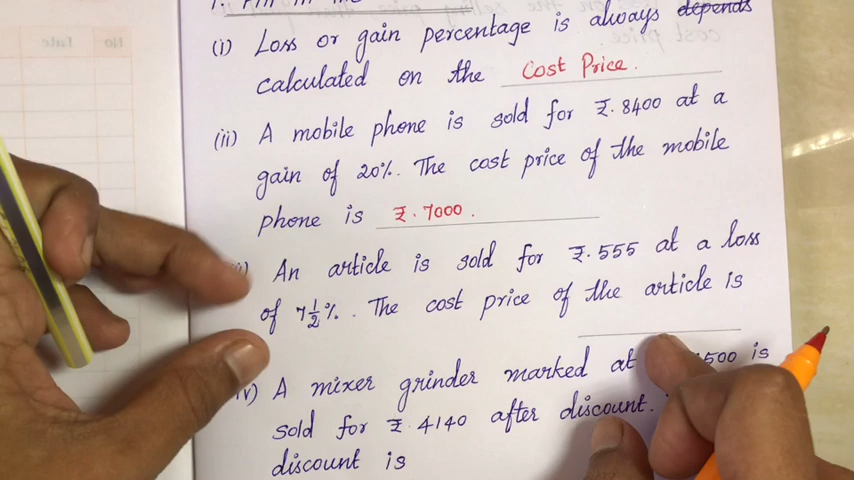 (i) Loss or gain percentage is always depends
calculated on the Cost Price.
(ii) A mobile phone is sold for ₹.8400 at a
gain of 20%. The cost price of the mobile
phone is ₹.7000.
An article is sold for ₹.555 at a loss
of 7½%. The cost price of the article is
A mixer grinder marked at 500 is
sold for ₹.4140 after discount.
discount is